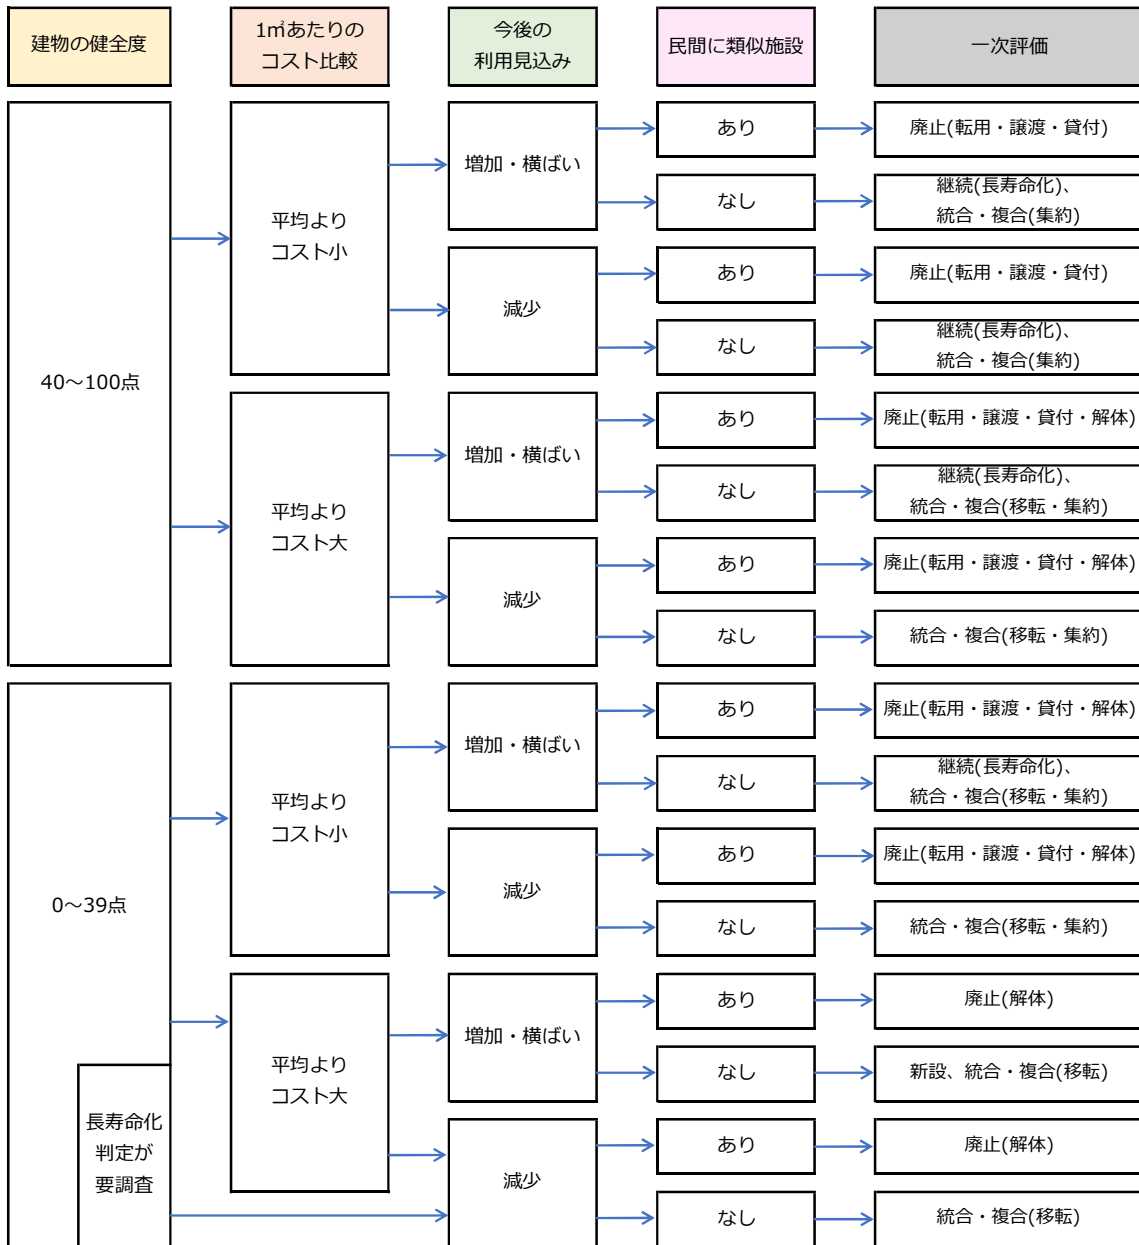 建物の健全度
1㎡あたりの
コスト比較
今後の
利用見込み
民間に類似施設
一次評価
40～100点
平均より
コスト小
増加・横ばい
あり
廃止(転用・譲渡・貸付)
なし
継続(長寿命化)、
統合・複合(集約)
減少
あり
廃止(転用・譲渡・貸付)
なし
継続(長寿命化)、
統合・複合(集約)
平均より
コスト大
増加・横ばい
あり
廃止(転用・譲渡・貸付・解体)
なし
継続(長寿命化)、
統合・複合(移転・集約)
減少
あり
廃止(転用・譲渡・貸付・解体)
なし
統合・複合(移転・集約)
0～39点
平均より
コスト小
増加・横ばい
あり
廃止(転用・譲渡・貸付・解体)
なし
継続(長寿命化)、
統合・複合(移転・集約)
減少
あり
廃止(転用・譲渡・貸付・解体)
なし
統合・複合(移転・集約)
平均より
コスト大
増加・横ばい
あり
廃止(解体)
なし
新設、統合・複合(移転)
長寿命化
判定が
要調査
減少
あり
廃止(解体)
なし
統合・複合(移転)